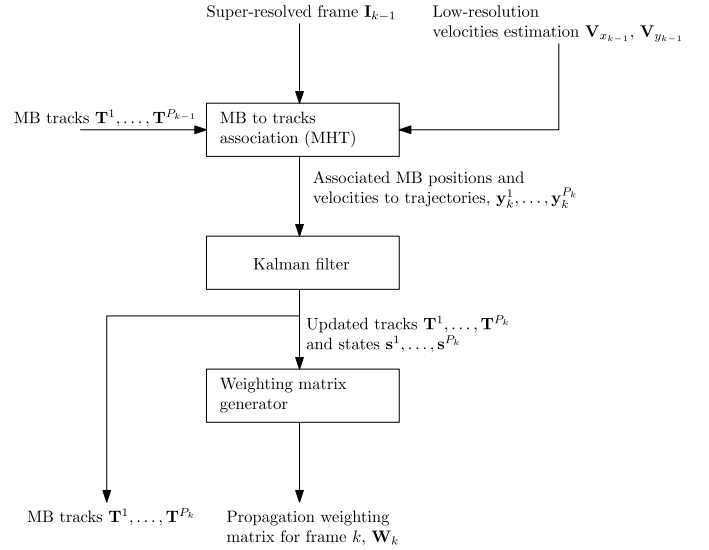 Super-resolved frame $\mathbf{I}_{k-1}$
Low-resolution
velocities estimation $\mathbf{V}_{x_{k-1}}$, $\mathbf{V}_{y_{k-1}}$
MB tracks $\mathbf{T}^1, \ldots, \mathbf{T}^{P_{k-1}}$
MB to tracks
association (MHT)
Associated MB positions and
velocities to trajectories, $\mathbf{y}_k^1, \ldots, \mathbf{y}_k^{P_k}$
Kalman filter
Updated tracks $\mathbf{T}^1, \ldots, \mathbf{T}^{P_k}$
and states $\mathbf{s}^1, \ldots, \mathbf{s}^{P_k}$
Weighting matrix
generator
MB tracks $\mathbf{T}^1, \ldots, \mathbf{T}^{P_k}$
Propagation weighting
matrix for frame $k$, $\mathbf{W}_k$